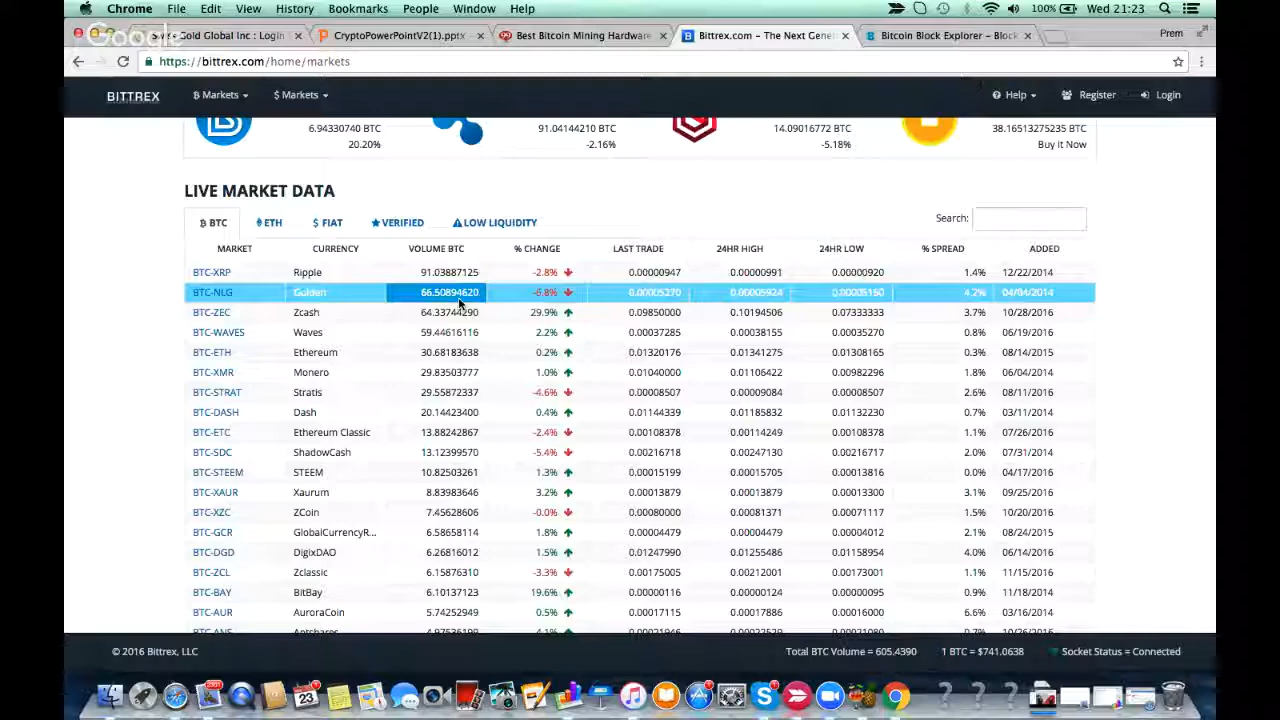 Chrome File Edit View History Bookmarks People Window Help 100% Wed 21:23
Google
Gold Global Inc : Login CryptoPowerPointV2(1).pptx Best Bitcoin Mining Hardware Bittrex.com – The Next Gene Bitcoin Block Explorer – Block Prem
https://bittrex.com/home/markets
BITTREX B Markets $ Markets Help Register Login
6.94330740 BTC 91.04144210 BTC 14.09016772 BTC 38.16513275235 BTC
20.20% -2.16% -5.18% Buy it Now
LIVE MARKET DATA
B BTC ETH $ FIAT VERIFIED LOW LIQUIDITY Search:
MARKET CURRENCY VOLUME BTC % CHANGE LAST TRADE 24HR HIGH 24HR LOW % SPREAD ADDED
BTC-XRP Ripple 91.03887125 -2.8% 0.00000947 0.00000991 0.00000920 1.4% 12/22/2014
BTC-NLG Gulden 66.50894620 -6.8% 0.00005270 0.00005924 0.00005160 4.2% 04/04/2014
BTC-ZEC Zcash 64.33744290 29.9% 0.09850000 0.10194506 0.07333333 3.7% 10/28/2016
BTC-WAVES Waves 59.44616116 2.2% 0.00037285 0.00038155 0.00035270 0.8% 06/19/2016
BTC-ETH Ethereum 30.68183638 0.2% 0.01320176 0.01341275 0.01308165 0.3% 08/14/2015
BTC-XMR Monero 29.83503777 1.0% 0.01040000 0.01106422 0.00982296 1.8% 06/04/2014
BTC-STRAT Stratis 29.55872337 -4.6% 0.00008507 0.00009084 0.00008507 2.6% 08/11/2016
BTC-DASH Dash 20.14423400 0.4% 0.01144339 0.01185832 0.01132230 0.7% 03/11/2014
BTC-ETC Ethereum Classic 13.88242867 -2.4% 0.00108378 0.00114249 0.00108378 1.1% 07/26/2016
BTC-SDC ShadowCash 13.12399570 -5.4% 0.00216718 0.00247130 0.00216717 2.0% 07/31/2014
BTC-STEEM STEEM 10.82503261 1.3% 0.00015199 0.00015705 0.00013816 0.0% 04/17/2016
BTC-XAUR Xaurum 8.83983646 3.2% 0.00013879 0.00013879 0.00013300 3.1% 09/25/2016
BTC-XZC ZCoin 7.45628606 -0.0% 0.00080000 0.00081371 0.00071117 1.5% 10/20/2016
BTC-GCR GlobalCurrencyR... 6.58658114 1.8% 0.00004479 0.00004479 0.00004012 2.1% 08/24/2015
BTC-DGD DigixDAO 6.26816012 1.5% 0.01247990 0.01255486 0.01158954 4.0% 06/14/2016
BTC-ZCL Zclassic 6.15876310 -3.3% 0.00175005 0.00212001 0.00173001 1.1% 11/15/2016
BTC-BAY BitBay 6.10137123 19.6% 0.00000116 0.00000124 0.00000095 0.9% 11/18/2014
BTC-AUR AuroraCoin 5.74252949 0.5% 0.00017115 0.00017886 0.00016000 6.6% 03/16/2014
BTC-ANS Antshares
© 2016 Bittrex, LLC Total BTC Volume = 605.4390 1 BTC = $741.0638 Socket Status = Connected
23